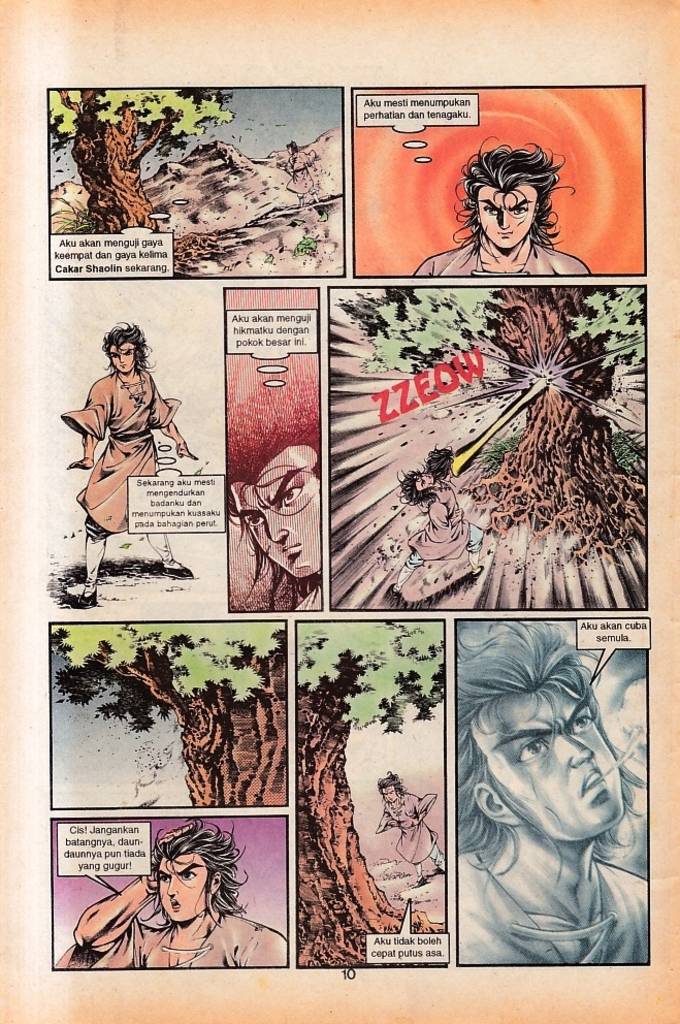 Aku akan menguji gaya
keempat dan gaya kelima
Cakar Shaolin sekarang.
Aku mesti menumpukan
perhatian dan tenagaku.
Sekarang aku mesti
mengendurkan
badanku dan
menumpukan kuasaku
pada bahagian perut.
Aku akan menguji
hikmatku dengan
pokok besar ini.
ZZEOW
Cis! Jangankan
batangnya, daun-
daunnya pun tiada
yang gugur!
Aku tidak boleh
cepat putus asa.
Aku akan cuba
semula.
10